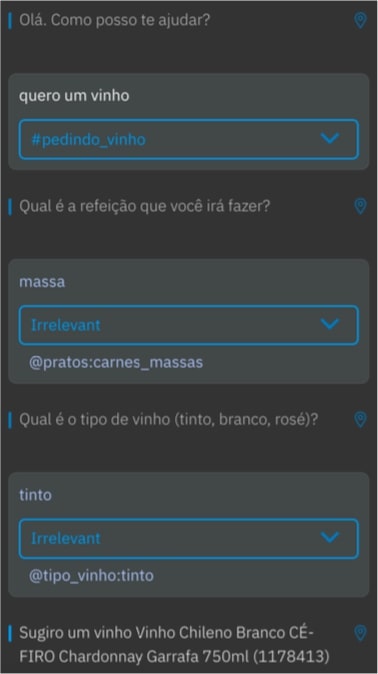 Olá. Como posso te ajudar?
quero um vinho
#pedindo_vinho
Qual é a refeição que você irá fazer?
massa
Irrelevant
@pratos:carnes_massas
Qual é o tipo de vinho (tinto, branco, rosé)?
tinto
Irrelevant
@tipo_vinho:tinto
Sugiro um vinho Vinho Chileno Branco CÉ-
FIRO Chardonnay Garrafa 750ml (1178413)